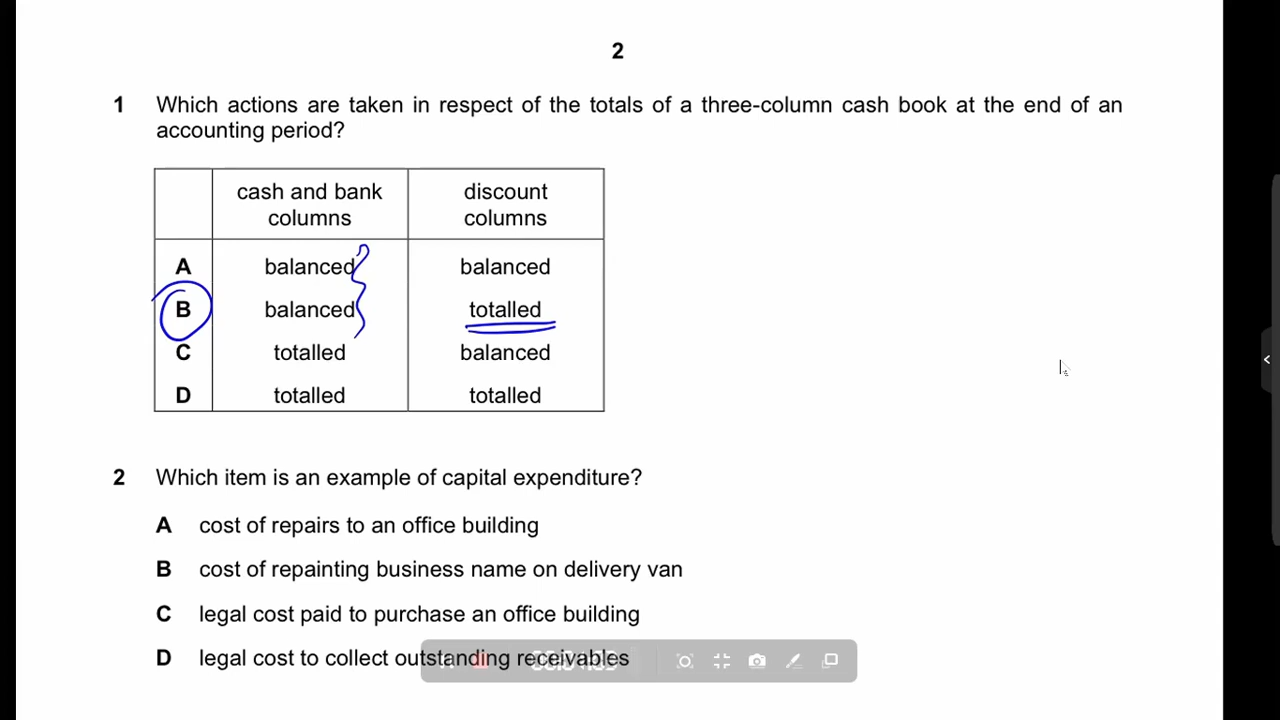 2
1 Which actions are taken in respect of the totals of a three-column cash book at the end of an
accounting period?
cash and bank discount
columns columns
A balanced balanced
B balanced totalled
C totalled balanced
D totalled totalled
2 Which item is an example of capital expenditure?
A cost of repairs to an office building
B cost of repainting business name on delivery van
C legal cost paid to purchase an office building
D legal cost to collect outstanding receivables